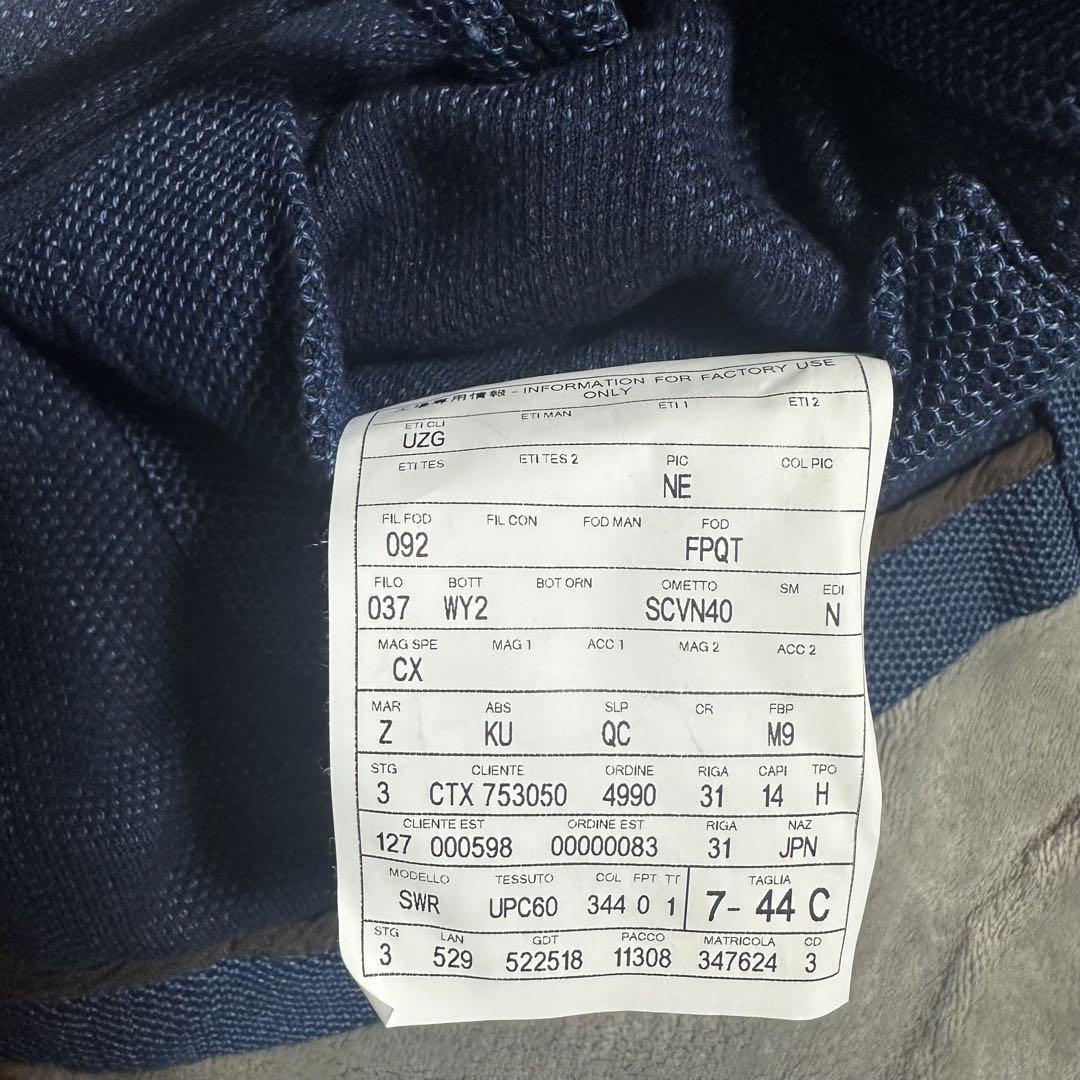 専用情報 - INFORMATION FOR FACTORY USE
ONLY
ETI CLI ETI MAN ETI 1 ETI 2
UZG
ETI TES ETI TES 2 PIC COL PIC
NE
FIL FOD FIL CON FOD MAN FOD
092 FPQT
FILO BOTT BOT ORN OMETTO SM EDI
037 WY2 SCVN40 N
MAG SPE MAG 1 ACC 1 MAG 2 ACC 2
CX
MAR ABS SLP CR FBP
Z KU QC M9
STG CLIENTE ORDINE RIGA CAPI TPO
3 CTX 753050 4990 31 14 H
CLIENTE EST ORDINE EST RIGA NAZ
127 000598 00000083 31 JPN
MODELLO TESSUTO COL FPT TT TAGLIA
SWR UPC60 344 0 1 7- 44 C
STG LAN GDT PACCO MATRICOLA CD
3 529 522518 11308 347624 3